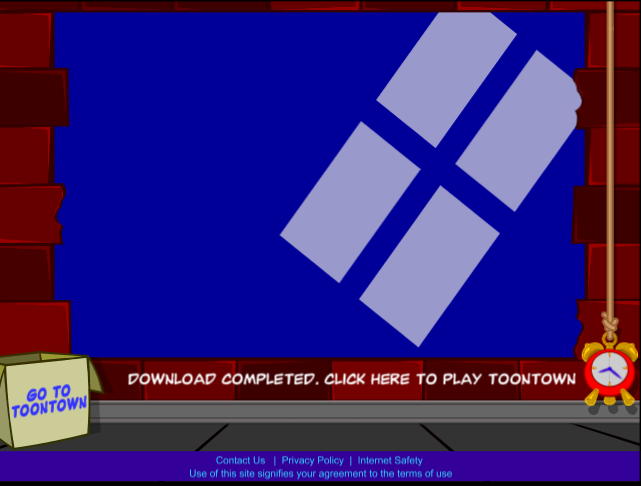 DOWNLOAD COMPLETED. CLICK HERE TO PLAY TOONTOWN
GO TO
TOONTOWN
Contact Us | Privacy Policy | Internet Safety
Use of this site signifies your agreement to the terms of use